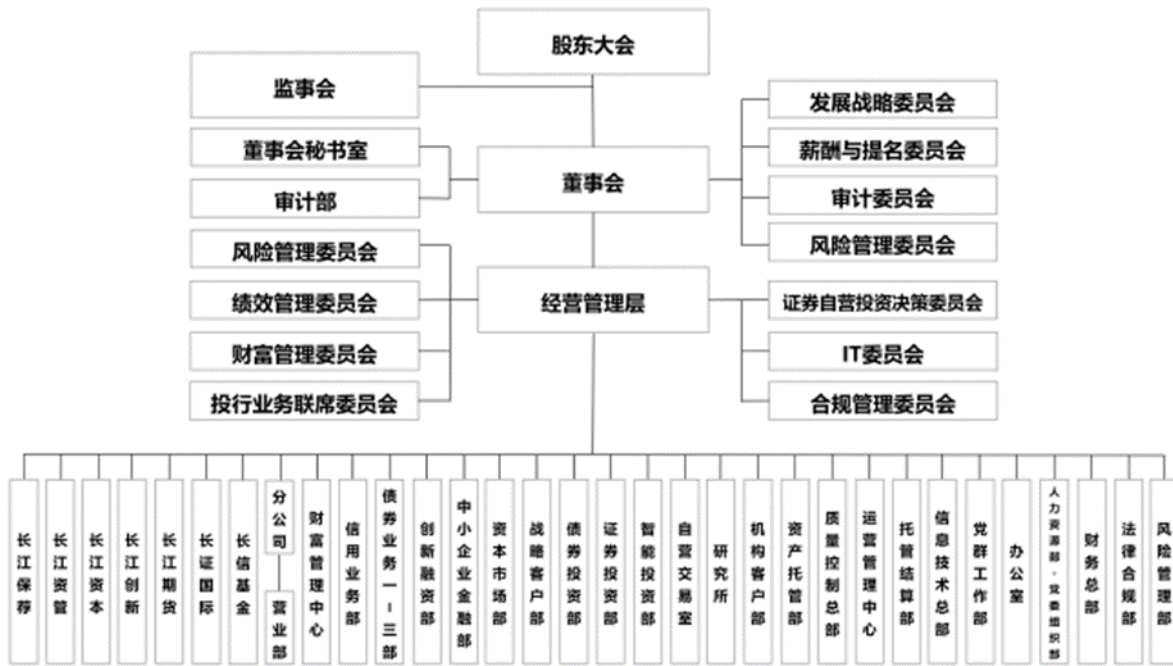 股东大会
监事会
董事会秘书室
审计部
董事会
发展战略委员会
薪酬与提名委员会
审计委员会
风险管理委员会
风险管理委员会
绩效管理委员会
财富管理委员会
投行业务联席委员会
经营管理层
证券自营投资决策委员会
IT委员会
合规管理委员会
长江保荐
长江资管
长江资本
长江创新
长江期货
长证国际
长信基金
分公司
营业部
财富管理中心
信用业务部
债券业务一-三部
创新融资部
中小企业金融部
资本市场部
战略客户部
债券投资部
证券投资部
智能投资部
自营交易室
研究所
机构客户部
资产托管部
质量控制总部
运营管理中心
托管结算部
信息技术总部
党群工作部
办公室
人力资源部·党委组织部
财务总部
法律合规部
风险管理部